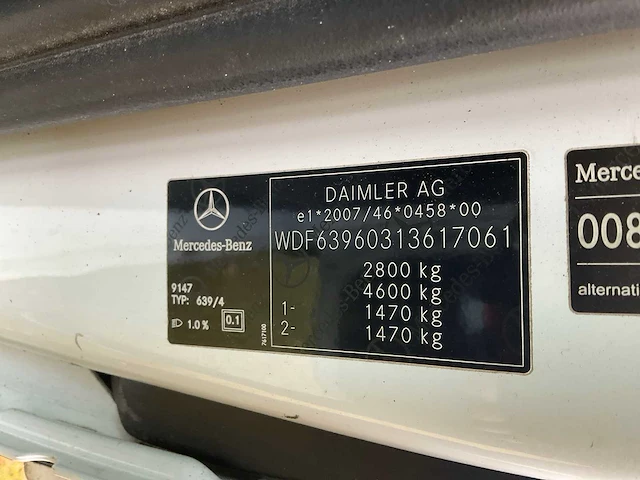 Mercedes-Benz
9147
TYP: 639/4
1.0 %
0.1
7617100
DAIMLER AG
e1*2007/46*0458*00
WDF63960313617061
2800 kg
4600 kg
1- 1470 kg
2- 1470 kg
Merce
008
alternati